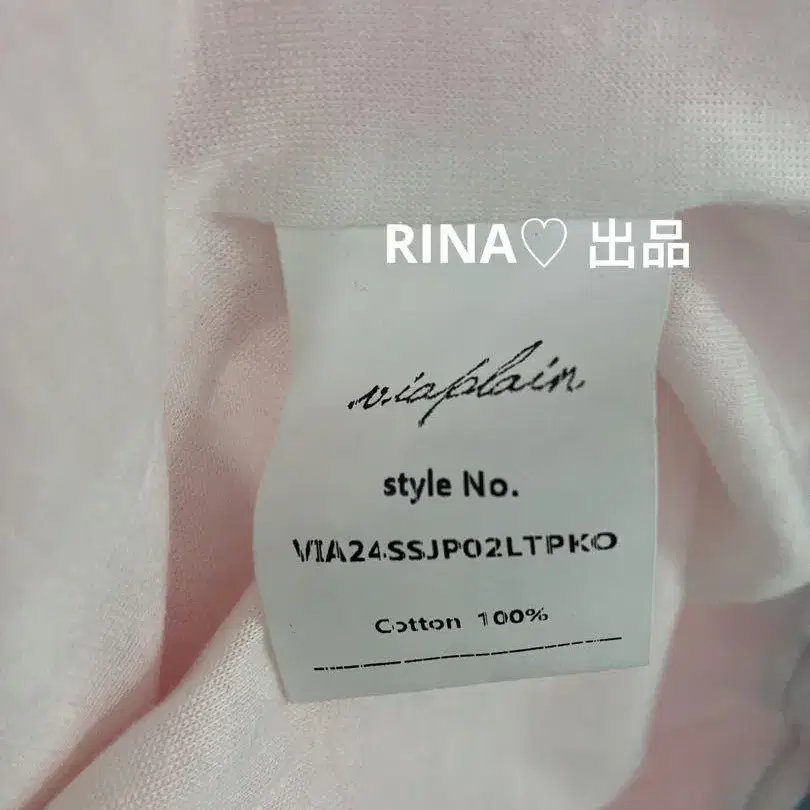 RINA♡ 出品
viaplain
style No.
VIA24SSJP02LTPKO
Cotton 100%